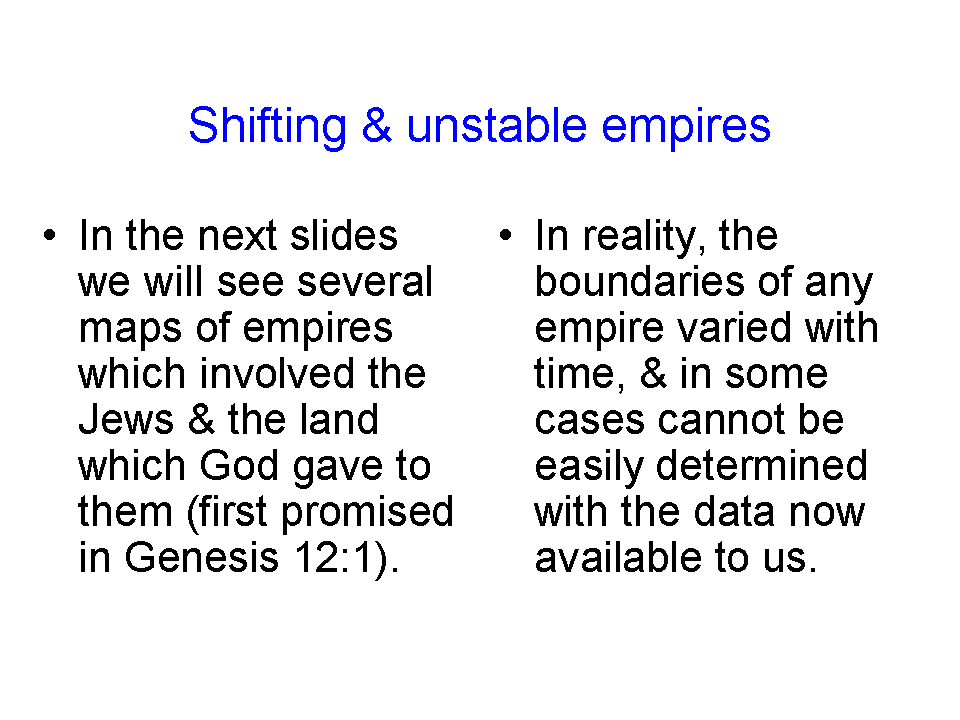 Shifting & unstable empires
• In the next slides
we will see several
maps of empires
which involved the
Jews & the land
which God gave to
them (first promised
in Genesis 12:1).
• In reality, the
boundaries of any
empire varied with
time, & in some
cases cannot be
easily determined
with the data now
available to us.